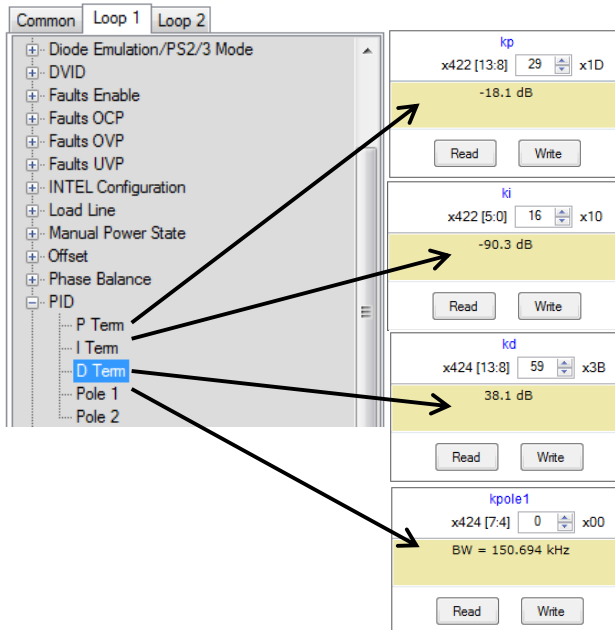 Common Loop 1 Loop 2
Diode Emulation/PS2/3 Mode
DVID
Faults Enable
Faults OCP
Faults OVP
Faults UVP
INTEL Configuration
Load Line
Manual Power State
Offset
Phase Balance
PID
P Term
I Term
D Term
Pole 1
Pole 2
kp
x422 [13:8] 29 x1D
-18.1 dB
Read Write
ki
x422 [5:0] 16 x10
-90.3 dB
Read Write
kd
x424 [13:8] 59 x3B
38.1 dB
Read Write
kpole1
x424 [7:4] 0 x00
BW = 150.694 kHz
Read Write